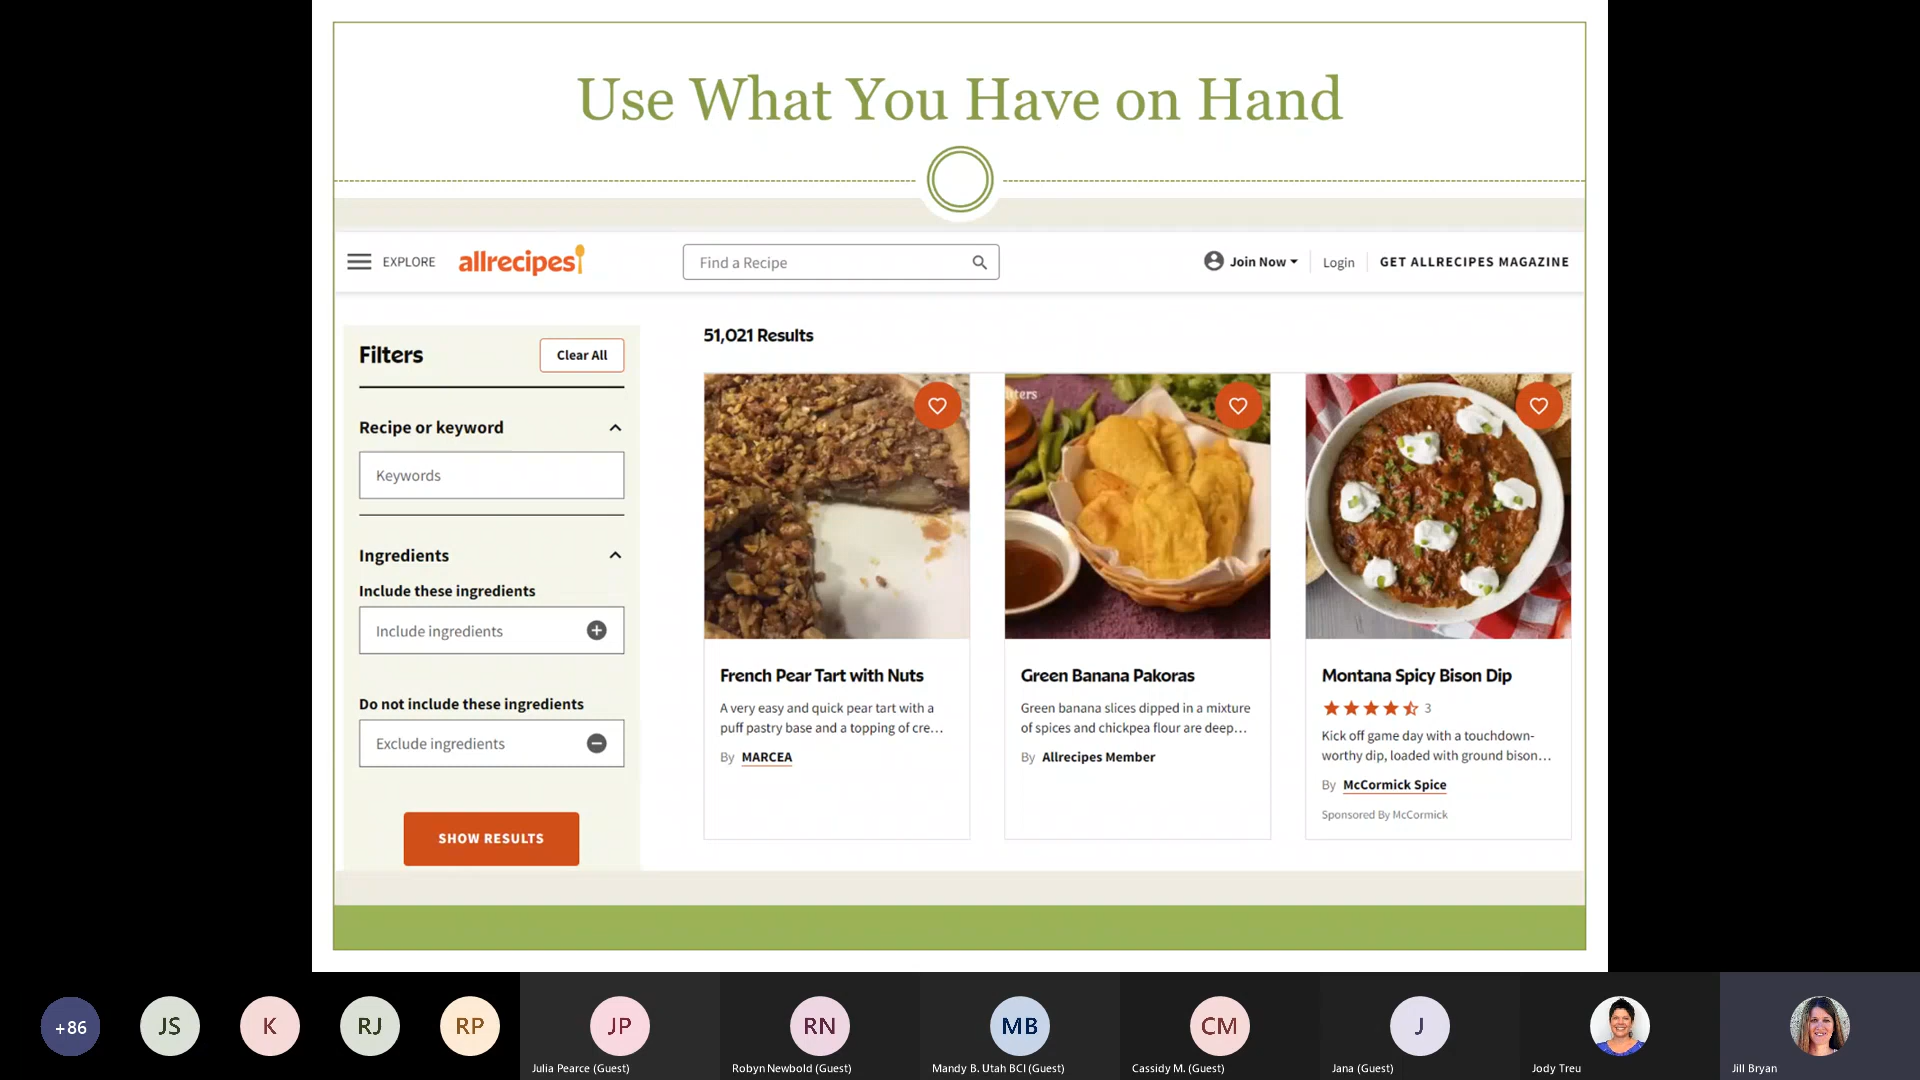 Use What You Have on Hand
EXPLORE
allrecipes
Find a Recipe
Join Now
Login
GET ALLRECIPES MAGAZINE
Filters
Clear All
51,021 Results
Recipe or keyword
Keywords
Ingredients
Include these ingredients
Include ingredients
Do not include these ingredients
Exclude ingredients
SHOW RESULTS
French Pear Tart with Nuts
A very easy and quick pear tart with a
puff pastry base and a topping of cre...
By MARCEA
Green Banana Pakoras
Green banana slices dipped in a mixture
of spices and chickpea flour are deep...
By Allrecipes Member
Montana Spicy Bison Dip
3
Kick off game day with a touchdown-
worthy dip, loaded with ground bison...
By McCormick Spice
Sponsored By McCormick
+86
JS
K
RJ
RP
JP
Julia Pearce (Guest)
RN
Robyn Newbold (Guest)
MB
Mandy B. Utah BCI (Guest)
CM
Cassidy M. (Guest)
J
Jana (Guest)
Jody Treu
Jill Bryan